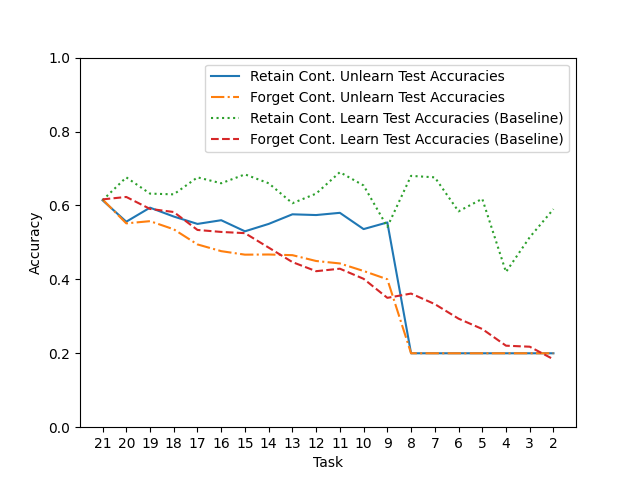 1.0
0.8
0.6
0.4
0.2
0.0
Accuracy
Retain Cont. Unlearn Test Accuracies
Forget Cont. Unlearn Test Accuracies
Retain Cont. Learn Test Accuracies (Baseline)
Forget Cont. Learn Test Accuracies (Baseline)
21 20 19 18 17 16 15 14 13 12 11 10 9 8 7 6 5 4 3 2
Task